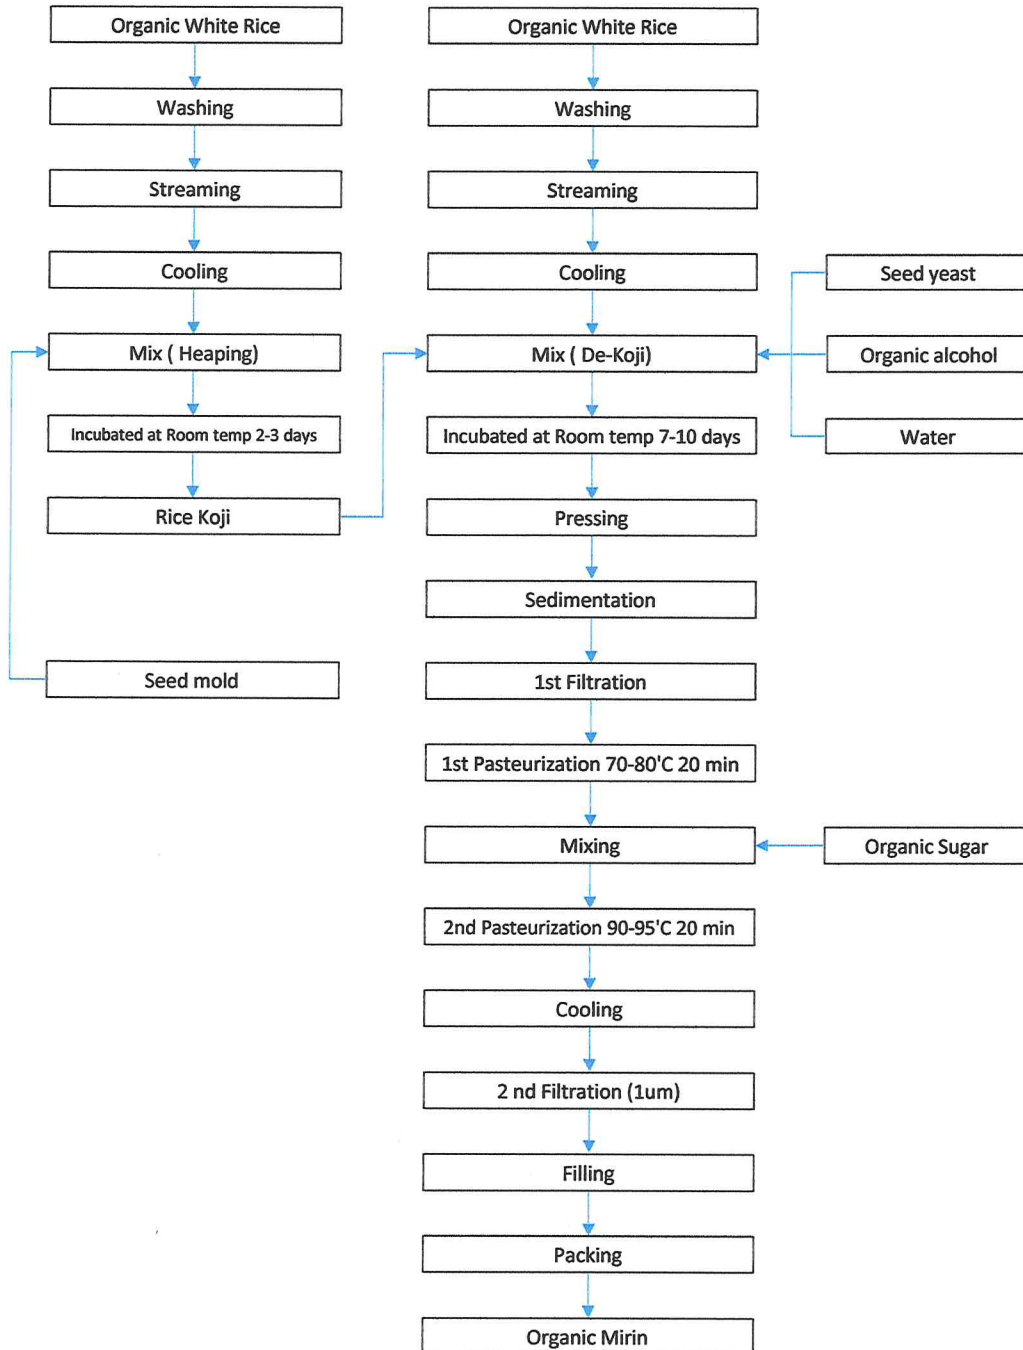 Organic White Rice
Washing
Streaming
Cooling
Mix ( Heaping)
Incubated at Room temp 2-3 days
Rice Koji
Seed mold
Organic White Rice
Washing
Streaming
Cooling
Mix ( De-Koji)
Incubated at Room temp 7-10 days
Pressing
Sedimentation
1st Filtration
1st Pasteurization 70-80'C 20 min
Mixing
2nd Pasteurization 90-95'C 20 min
Cooling
2 nd Filtration (1um)
Filling
Packing
Organic Mirin
Seed yeast
Organic alcohol
Water
Organic Sugar